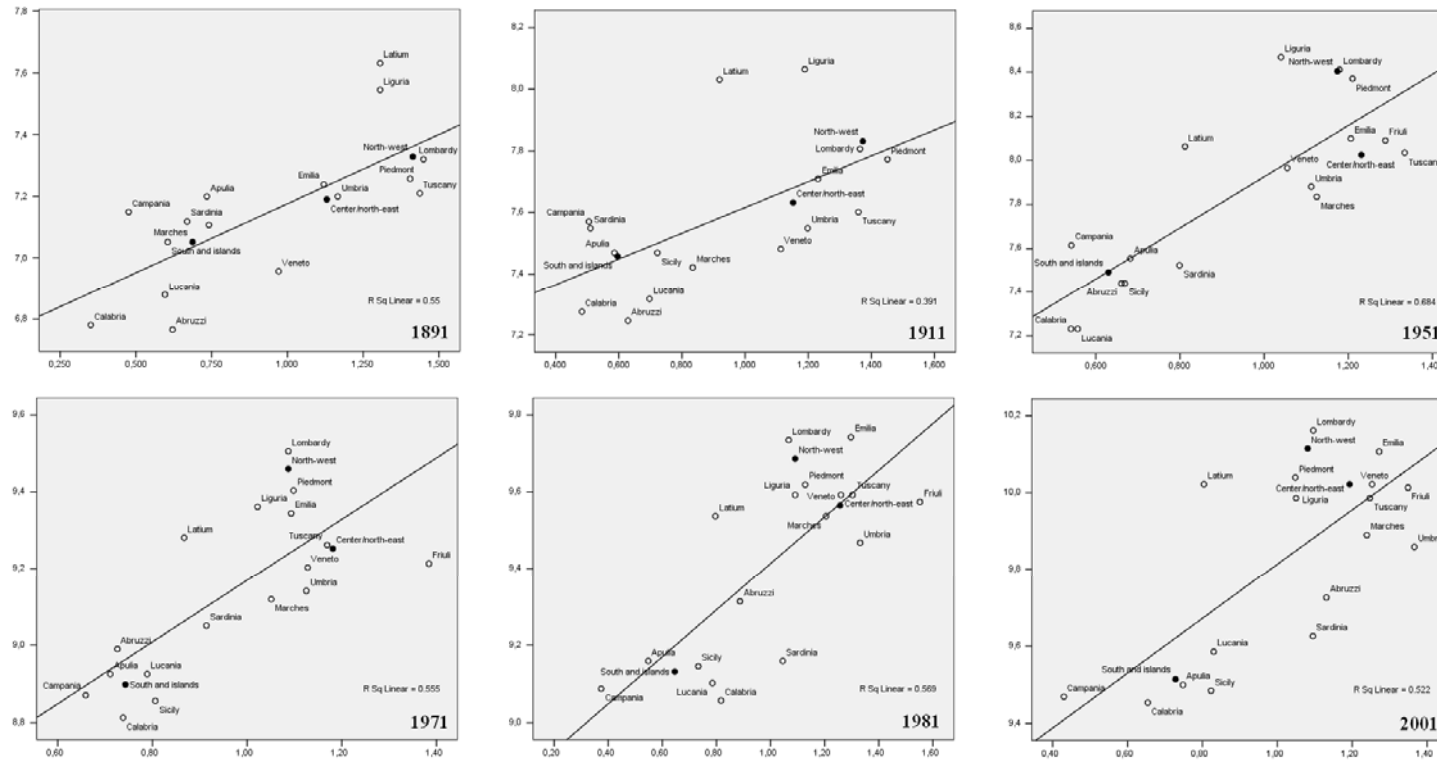 7,8
7,6
7,4
7,2
7,0
6,8
Latium
Liguria
North-west
Lombardy
Piedmont
Tuscany
Emilia
Umbria
Center/north-east
Apulia
Campania
Sardinia
Marches
South and islands
Veneto
Lucania
Calabria
Abruzzi
R Sq Linear = 0.55
1891
0,250 0,500 0,750 1,000 1,250 1,500
8,2
8,0
7,8
7,6
7,4
7,2
Liguria
Latium
North-west
Lombardy
Piedmont
Emilia
Center/north-east
Campania
Sardinia
Tuscany
Umbria
Apulia
Veneto
South and islands
Sicily
Marches
Lucania
Calabria
Abruzzi
R Sq Linear = 0.391
1911
0,400 0,600 0,800 1,000 1,200 1,400 1,600
8,6
8,4
8,2
8,0
7,8
7,6
7,4
7,2
Liguria
North-west
Lombardy
Piedmont
Latium
Emilia
Friuli
Veneto
Center/north-east
Tuscany
Umbria
Marches
Campania
Apulia
South and islands
Sardinia
Abruzzi
Sicily
Calabria
Lucania
R Sq Linear = 0.684
1951
0,60 0,80 1,00 1,20 1,40
9,6
9,4
9,2
9,0
8,8
Lombardy
North-west
Piedmont
Liguria
Emilia
Latium
Tuscany
Center/north-east
Veneto
Friuli
Umbria
Marches
Sardinia
Abruzzi
Apulia
Lucania
Campania
South and islands
Sicily
Calabria
R Sq Linear = 0.555
1971
0,60 0,80 1,00 1,20 1,40
9,8
9,6
9,4
9,2
9,0
Lombardy
Emilia
North-west
Piedmont
Liguria
Veneto
Tuscany
Center/north-east
Friuli
Latium
Marches
Umbria
Abruzzi
Apulia
Sicily
Sardinia
South and islands
Lucania
Calabria
Campania
R Sq Linear = 0.569
1981
0,40 0,60 0,80 1,00 1,20 1,40 1,60
10,2
10,0
9,8
9,6
9,4
Lombardy
North-west
Emilia
Piedmont
Latium
Center/north-east
Veneto
Friuli
Liguria
Tuscany
Marches
Umbr
Abruzzi
Sardinia
Lucania
South and islands
Apulia
Sicily
Campania
Calabria
R Sq Linear = 0.522
2001
0,40 0,60 0,80 1,00 1,20 1,40